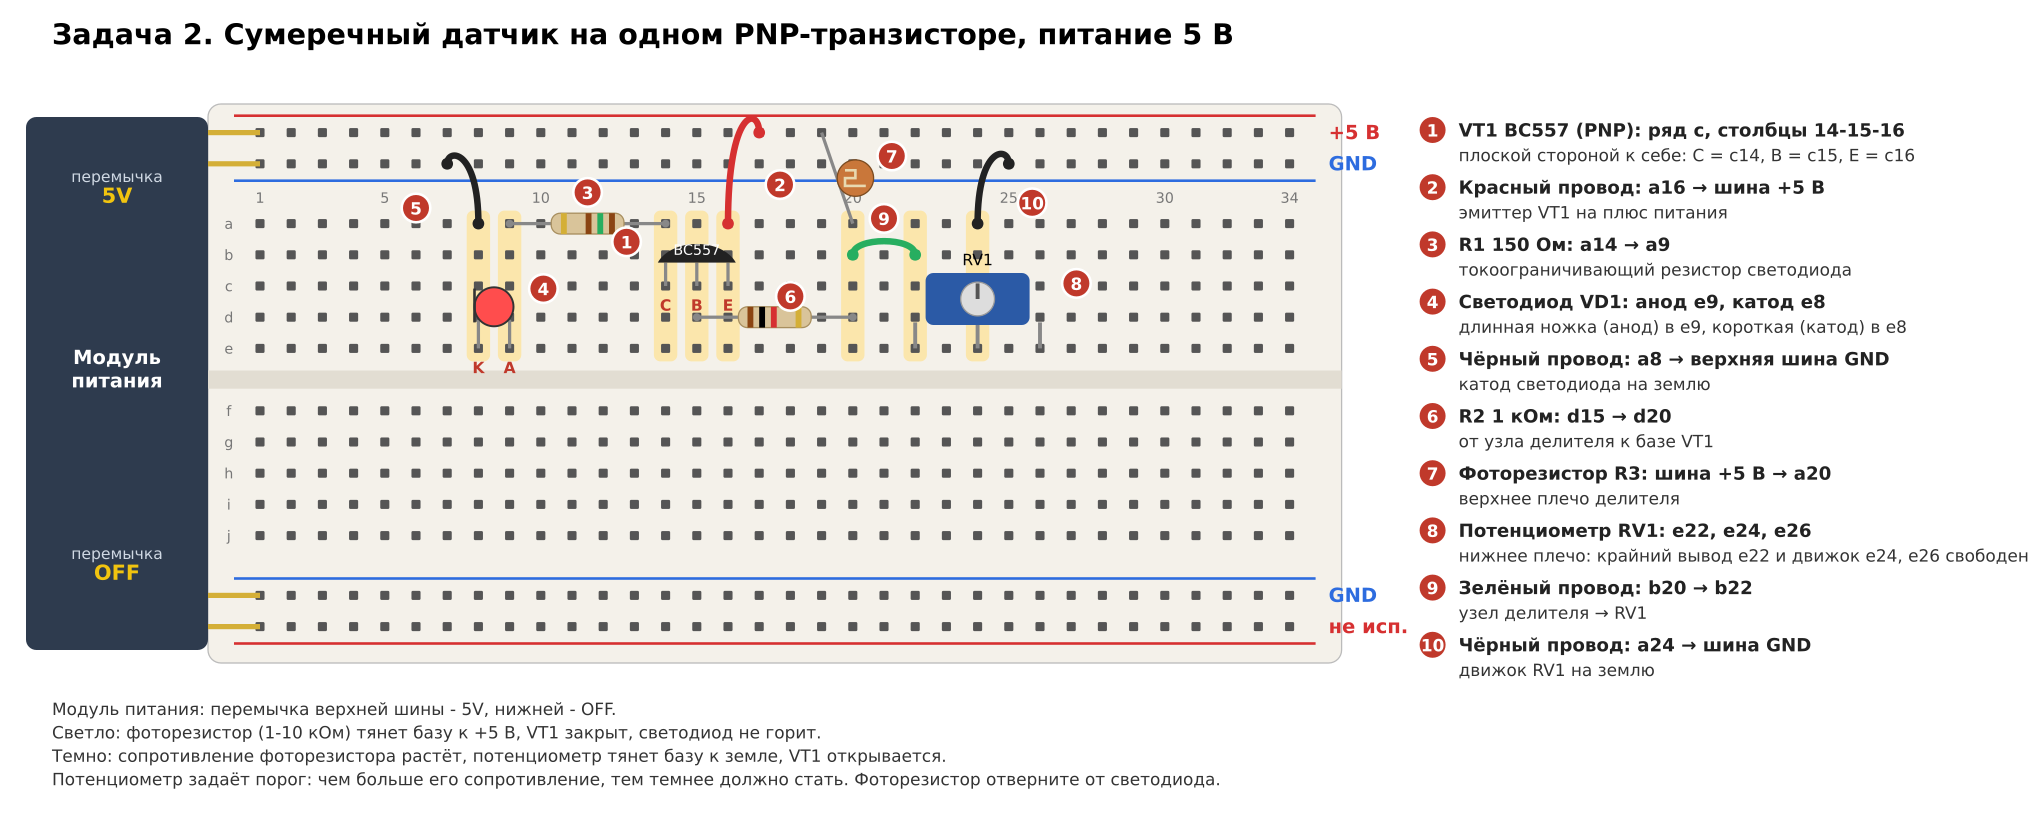 Задача 2. Сумеречный датчик на одном PNP-транзисторе, питание 5 В
перемычка
5V
Модуль
питания
перемычка
OFF
+5 В
GND
1 5 10 15 20 25 30 34
a
b
c
d
e
f
g
h
i
j
5
3
1
2
7
9
10
4
6
8
BC557
RV1
C B E
K A
GND
не исп.
1 VT1 BC557 (PNP): ряд c, столбцы 14-15-16
плоской стороной к себе: C = c14, B = c15, E = c16
2 Красный провод: a16 → шина +5 В
эмиттер VT1 на плюс питания
3 R1 150 Ом: a14 → a9
токоограничивающий резистор светодиода
4 Светодиод VD1: анод e9, катод e8
длинная ножка (анод) в e9, короткая (катод) в e8
5 Чёрный провод: a8 → верхняя шина GND
катод светодиода на землю
6 R2 1 кОм: d15 → d20
от узла делителя к базе VT1
7 Фоторезистор R3: шина +5 В → a20
верхнее плечо делителя
8 Потенциометр RV1: e22, e24, e26
нижнее плечо: крайний вывод e22 и движок e24, e26 свободен
9 Зелёный провод: b20 → b22
узел делителя → RV1
10 Чёрный провод: a24 → шина GND
движок RV1 на землю
Модуль питания: перемычка верхней шины - 5V, нижней - OFF.
Светло: фоторезистор (1-10 кОм) тянет базу к +5 В, VT1 закрыт, светодиод не горит.
Темно: сопротивление фоторезистора растёт, потенциометр тянет базу к земле, VT1 открывается.
Потенциометр задаёт порог: чем больше его сопротивление, тем темнее должно стать. Фоторезистор отверните от светодиода.